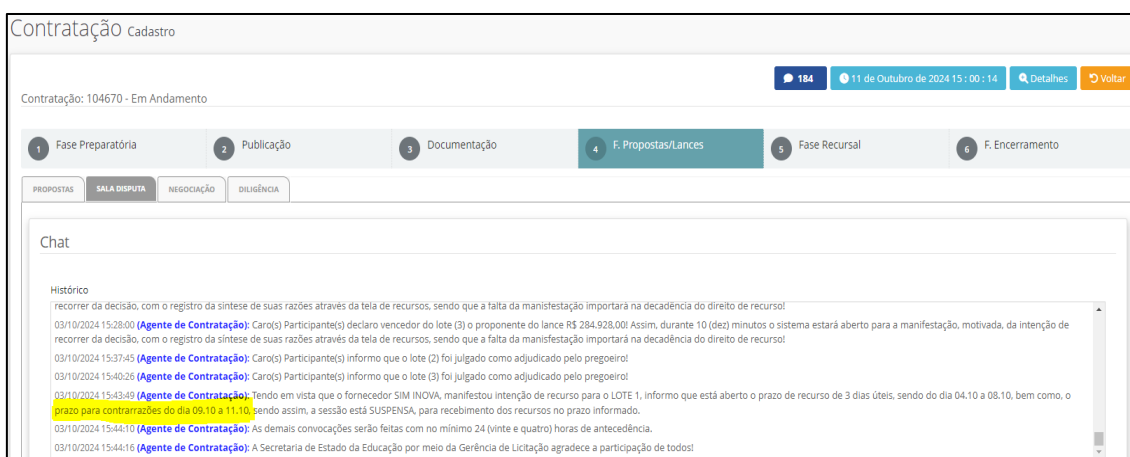 Contratação Cadastro
184
11 de Outubro de 2024 15 : 00 : 14
Detalhes
Voltar
Contratação: 104670 - Em Andamento
1 Fase Preparatória
2 Publicação
3 Documentação
4 F. Propostas/Lances
5 Fase Recursal
6 F. Encerramento
PROPOSTAS
SALA DISPUTA
NEGOCIAÇÃO
DILIGÊNCIA
Chat
Histórico
recorrer da decisão, com o registro da síntese de suas razões através da tela de recursos, sendo que a falta da manisfestação importará na decadência do direito de recurso!
03/10/2024 15:28:00 (Agente de Contratação): Caro(s) Participante(s) declaro vencedor do lote (3) o proponente do lance R$ 284.928,00! Assim, durante 10 (dez) minutos o sistema estará aberto para a manifestação, motivada, da intenção de
recorrer da decisão, com o registro da síntese de suas razões através da tela de recursos, sendo que a falta da manisfestação importará na decadência do direito de recurso!
03/10/2024 15:37:45 (Agente de Contratação): Caro(s) Participante(s) informo que o lote (2) foi julgado como adjudicado pelo pregoeiro!
03/10/2024 15:40:26 (Agente de Contratação): Caro(s) Participante(s) informo que o lote (3) foi julgado como adjudicado pelo pregoeiro!
03/10/2024 15:43:49 (Agente de Contratação): Tendo em vista que o fornecedor SIM INOVA, manifestou intenção de recurso para o LOTE 1, informo que está aberto o prazo de recurso de 3 dias úteis, sendo do dia 04.10 a 08.10, bem como, o
prazo para contrarrazões do dia 09.10 a 11.10, sendo assim, a sessão está SUSPENSA, para recebimento dos recursos no prazo informado.
03/10/2024 15:44:10 (Agente de Contratação): As demais convocações serão feitas com no mínimo 24 (vinte e quatro) horas de antecedência.
03/10/2024 15:44:16 (Agente de Contratação): A Secretaria de Estado da Educação por meio da Gerência de Licitação agradece a participação de todos!